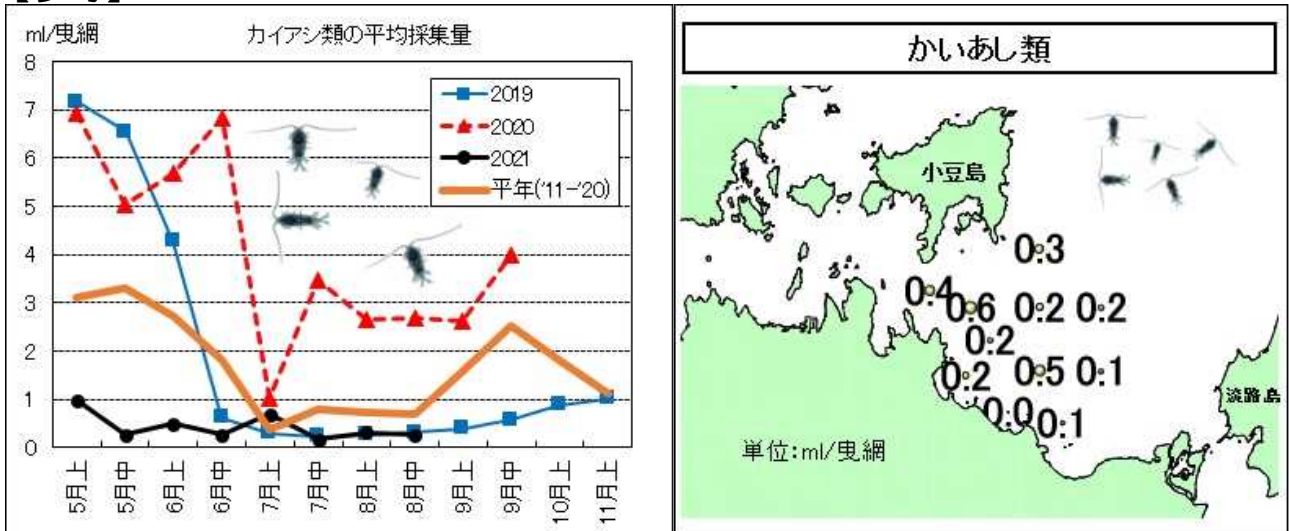 ml/曳網
カイアシ類の平均採集量
8
7
6
5
4
3
2
1
0
2019
2020
2021
平年('11-'20)
5月上
5月中
6月上
6月中
7月上
7月中
8月上
8月中
9月上
9月中
10月上
11月上
かいあし類
小豆島
0.3
0.4
0.6
0.2
0.2
0.2
0.2
0.5
0.1
0.0
0.1
淡路島
単位:ml/曳網